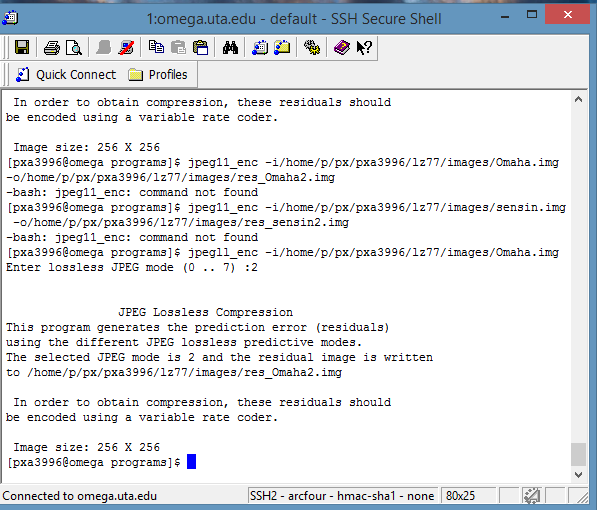 1:omega.uta.edu - default - SSH Secure Shell
Quick Connect Profiles
In order to obtain compression, these residuals should
be encoded using a variable rate coder.
Image size: 256 X 256
[pxa3996@omega programs]$ jpeg11_enc -i/home/p/px/pxa3996/lz77/images/Omaha.img
-o/home/p/px/pxa3996/lz77/images/res_Omaha2.img
-bash: jpeg11_enc: command not found
[pxa3996@omega programs]$ jpeg11_enc -i/home/p/px/pxa3996/lz77/images/sensin.img
-o/home/p/px/pxa3996/lz77/images/res_sensin2.img
-bash: jpeg11_enc: command not found
[pxa3996@omega programs]$ jpegll_enc -i/home/p/px/pxa3996/lz77/images/Omaha.img
Enter lossless JPEG mode (0 .. 7) :2
JPEG Lossless Compression
This program generates the prediction error (residuals)
using the different JPEG lossless predictive modes.
The selected JPEG mode is 2 and the residual image is written
to /home/p/px/pxa3996/lz77/images/res_Omaha2.img
In order to obtain compression, these residuals should
be encoded using a variable rate coder.
Image size: 256 X 256
[pxa3996@omega programs]$
Connected to omega.uta.edu SSH2 - arcfour - hmac-sha1 - none 80x25